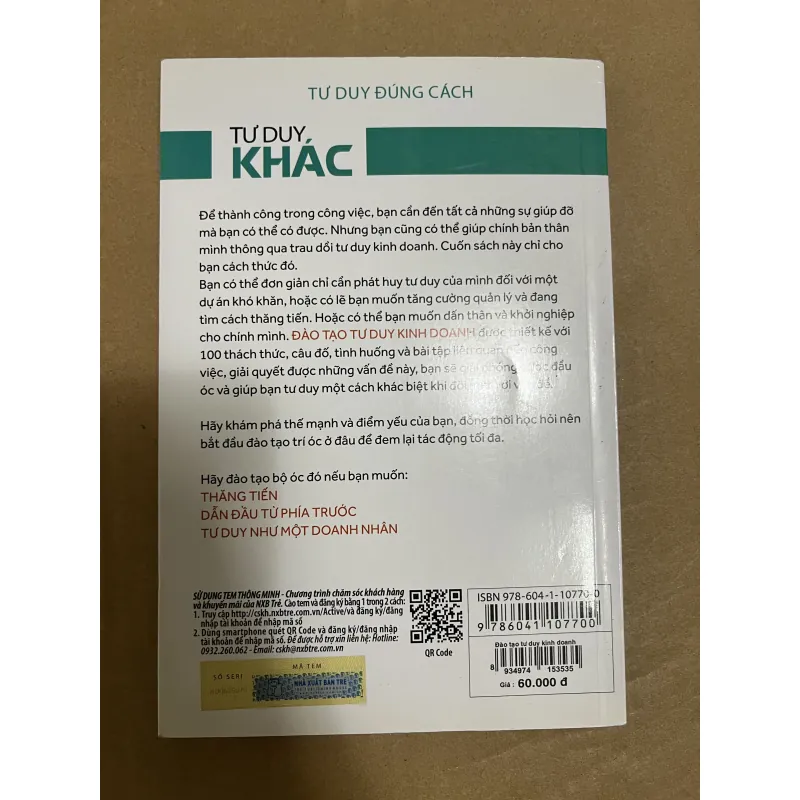 TƯ DUY ĐÚNG CÁCH
TƯ DUY
KHÁC
Để thành công trong công việc, bạn cần đến tất cả những sự giúp đỡ
mà bạn có thể có được. Nhưng bạn cũng có thể giúp chính bản thân
mình thông qua trau dồi tư duy kinh doanh. Cuốn sách này chỉ cho
bạn cách thức đó.
Bạn có thể đơn giản chỉ cần phát huy tư duy của mình đối với một
dự án khó khăn, hoặc có lẽ bạn muốn tăng cường quản lý và đang
tìm cách thăng tiến. Hoặc có thể bạn muốn dấn thân và khởi nghiệp
cho chính mình. ĐÀO TẠO TƯ DUY KINH DOANH được thiết kế với
100 thách thức, câu đố, tình huống và bài tập liên quan đến công
việc, giải quyết được những vấn đề này, bạn sẽ giải phóng được đầu
óc và giúp bạn tư duy một cách khác biệt khi đối
Hãy khám phá thế mạnh và điểm yếu của bạn, đồng thời học hỏi nên
bắt đầu đào tạo trí óc ở đâu để đem lại tác động tối đa.
Hãy đào tạo bộ óc đó nếu bạn muốn:
THĂNG TIẾN
DẪN ĐẦU TỪ PHÍA TRƯỚC
TƯ DUY NHƯ MỘT DOANH NHÂN
SỬ DỤNG TEM THÔNG MINH - Chương trình chăm sóc khách hàng
và khuyến mãi của NXB Trẻ. Cào tem và đăng ký bằng 1 trong 2 cách:
1. Truy cập http://cskh.nxbtre.com.vn/Active/và đăng ký/đăng
nhập tài khoản để nhập mã số
2. Dùng smartphone quét QR Code và đăng ký/đăng nhập
tài khoản để nhập mã số. Để được hỗ trợ xin liên hệ: Hotline:
0932.260.062 - Email: cskh@nxbtre.com.vn
QR Code
SỐ SERI
MÃ TEM
NHÀ XUẤT BẢN TRẺ
ISBN 978-604-1-10770-0
9 786041 107700
Đào tạo tư duy kinh doanh
8 934974 153535
Giá : 60.000 đ